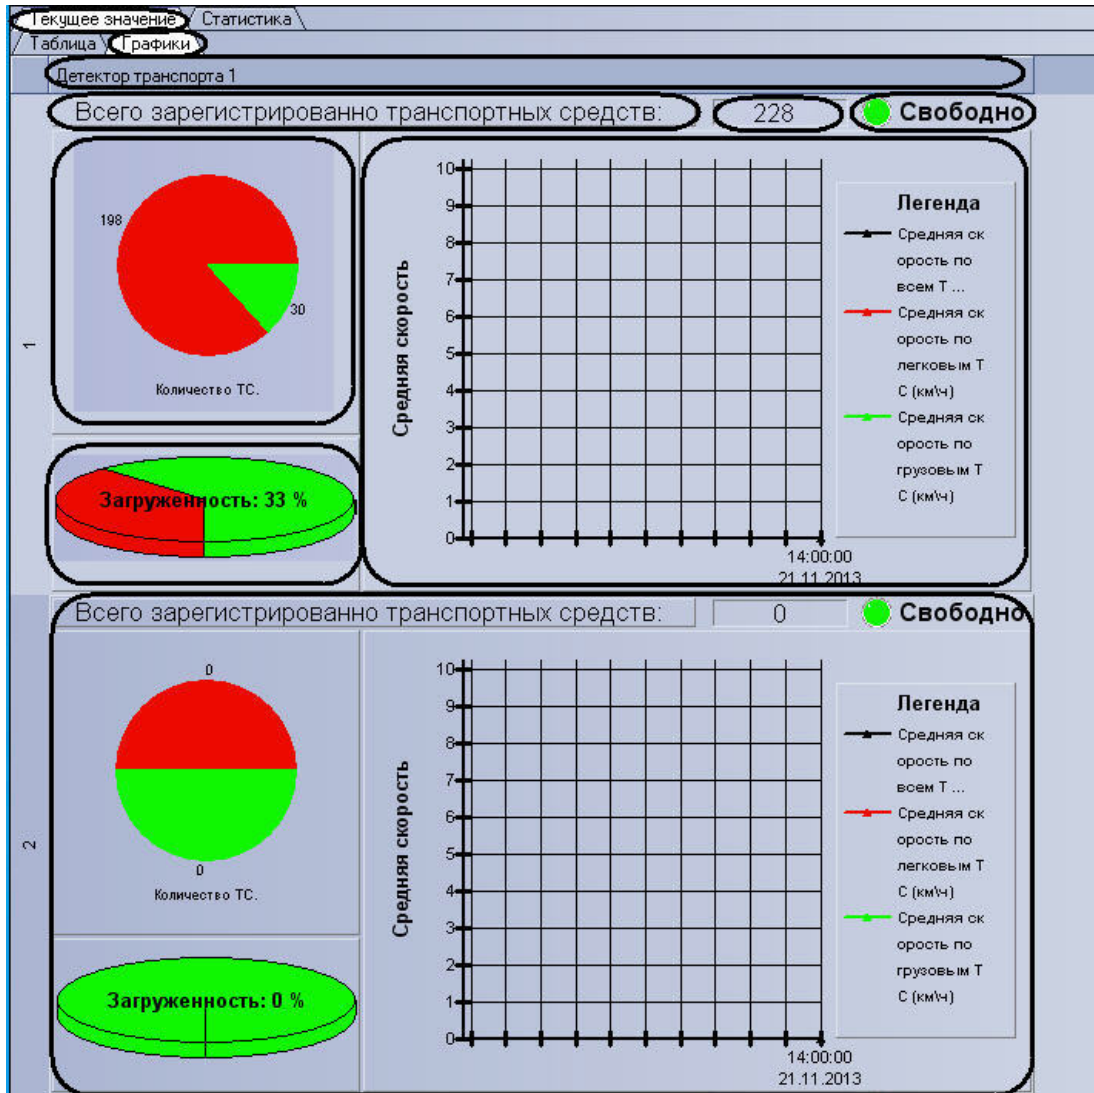 Текущее значение Статистика
Таблица Графики
Детектор транспорта 1
Всего зарегистрированно транспортных средств: 228 Свободно
1
198
30
Количество ТС.
Загруженность: 33 %
Средняя скорость
10
9
8
7
6
5
4
3
2
1
0
14:00:00
21.11.2013
Легенда
Средняя ск
орость по
всем Т ...
Средняя ск
орость по
легковым Т
С (км\ч)
Средняя ск
орость по
грузовым Т
С (км\ч)
Всего зарегистрированно транспортных средств: 0 Свободно
2
0
0
Количество ТС.
Загруженность: 0 %
Средняя скорость
10
9
8
7
6
5
4
3
2
1
0
14:00:00
21.11.2013
Легенда
Средняя ск
орость по
всем Т ...
Средняя ск
орость по
легковым Т
С (км\ч)
Средняя ск
орость по
грузовым Т
С (км\ч)